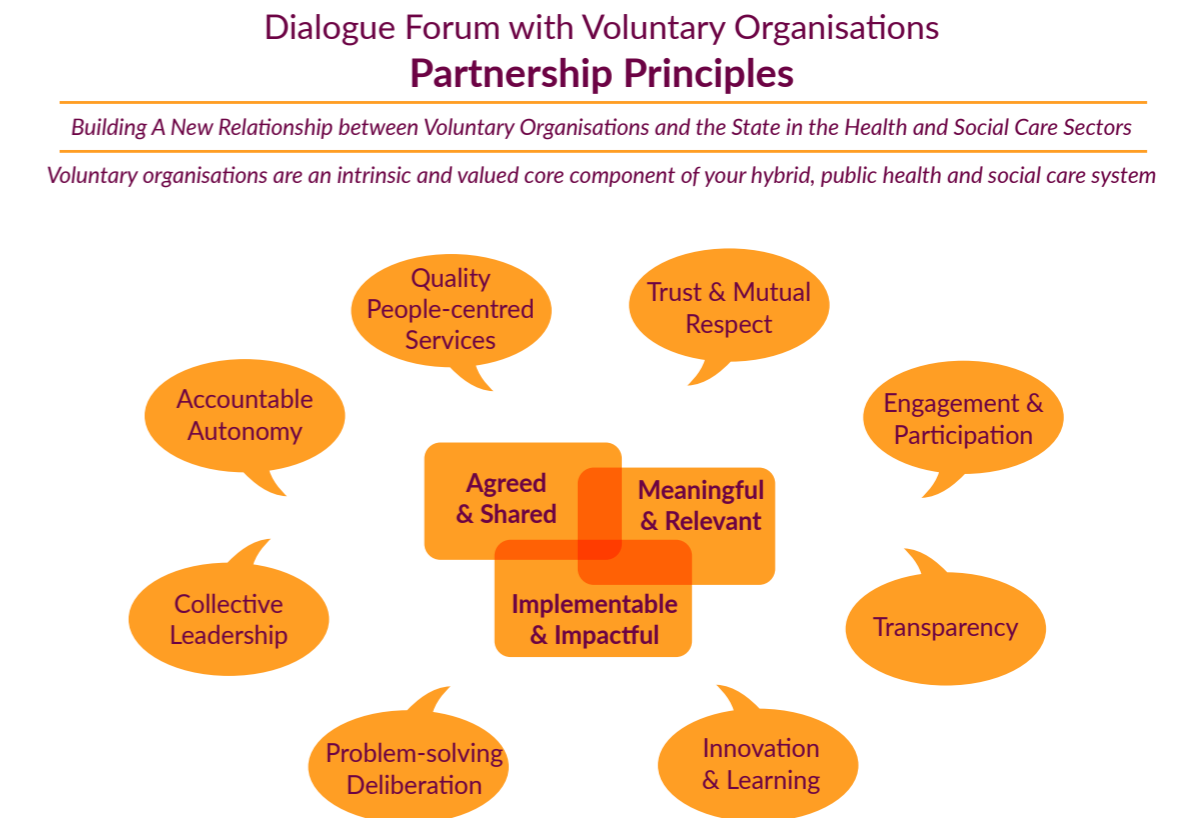 Dialogue Forum with Voluntary Organisations
Partnership Principles
Building A New Relationship between Voluntary Organisations and the State in the Health and Social Care Sectors
Voluntary organisations are an intrinsic and valued core component of your hybrid, public health and social care system
Quality
People-centred
Services
Trust & Mutual
Respect
Accountable
Autonomy
Engagement &
Participation
Agreed
& Shared
Meaningful
& Relevant
Implementable
& Impactful
Collective
Leadership
Transparency
Problem-solving
Deliberation
Innovation
& Learning